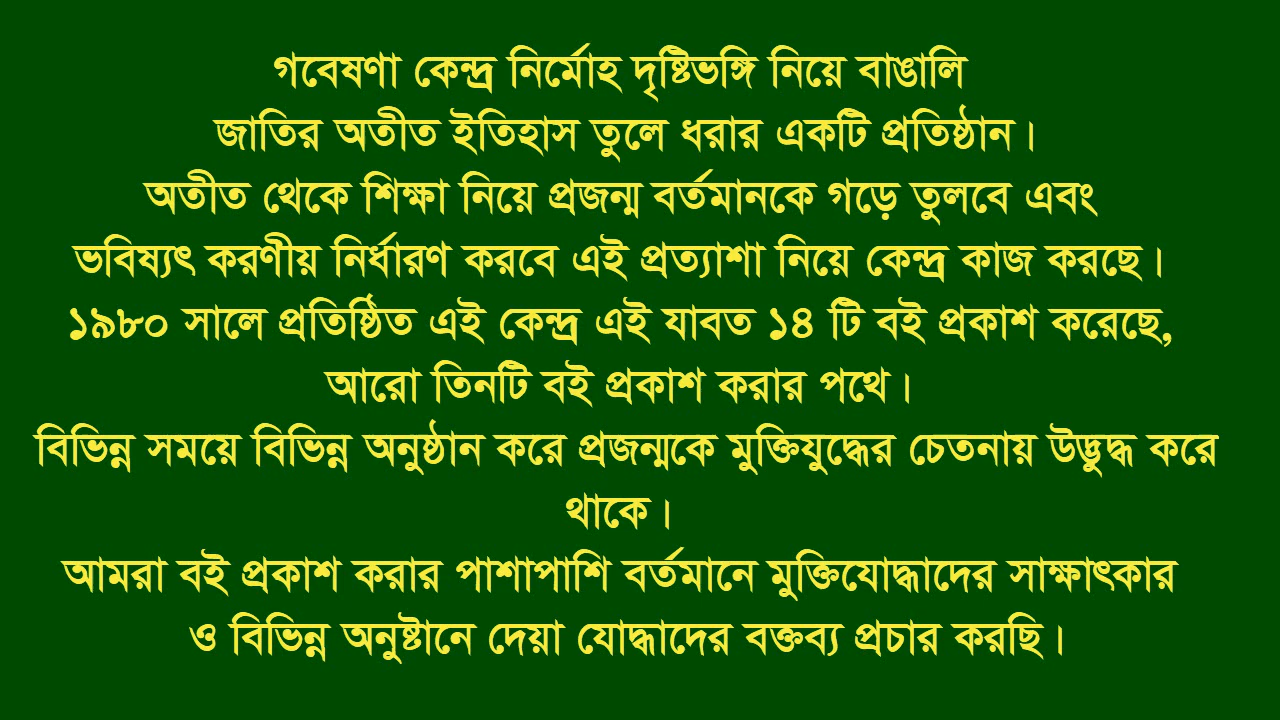 গবেষণা কেন্দ্র নির্মোহ দৃষ্টিভঙ্গি নিয়ে বাঙালি
জাতির অতীত ইতিহাস তুলে ধরার একটি প্রতিষ্ঠান।
অতীত থেকে শিক্ষা নিয়ে প্রজন্ম বর্তমানকে গড়ে তুলবে এবং
ভবিষ্যৎ করণীয় নির্ধারণ করবে এই প্রত্যাশা নিয়ে কেন্দ্র কাজ করছে।
১৯৮০ সালে প্রতিষ্ঠিত এই কেন্দ্র এই যাবত ১৪ টি বই প্রকাশ করেছে,
আরো তিনটি বই প্রকাশ করার পথে।
বিভিন্ন সময়ে বিভিন্ন অনুষ্ঠান করে প্রজন্মকে মুক্তিযুদ্ধের চেতনায় উদ্ভুদ্ধ করে
থাকে।
আমরা বই প্রকাশ করার পাশাপাশি বর্তমানে মুক্তিযোদ্ধাদের সাক্ষাৎকার
ও বিভিন্ন অনুষ্টানে দেয়া যোদ্ধাদের বক্তব্য প্রচার করছি।